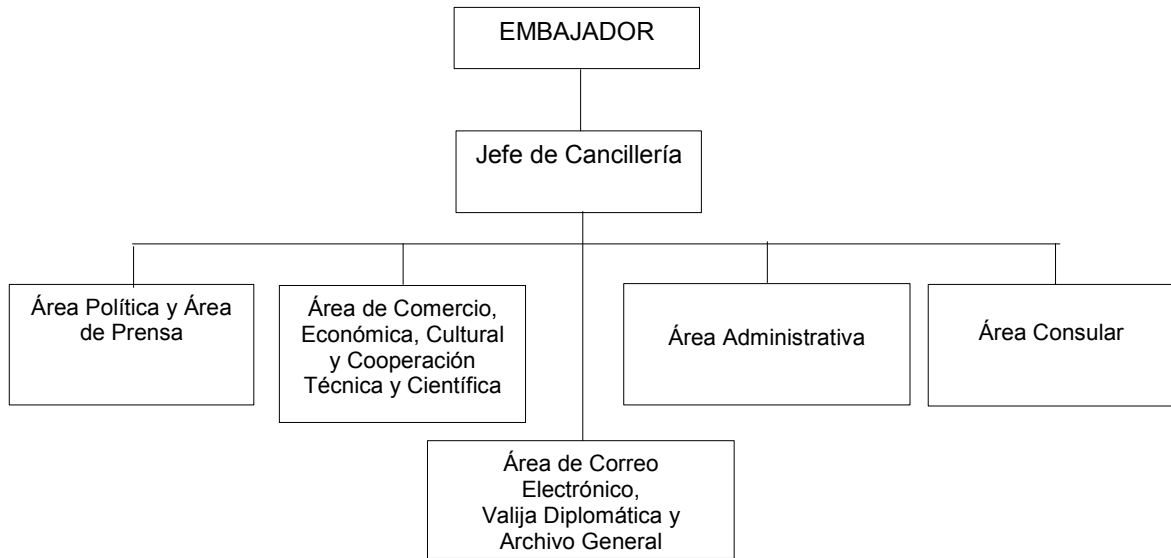 EMBAJADOR
Jefe de Cancillería
Área Política y Área
de Prensa
Área de Comercio,
Económica, Cultural
y Cooperación
Técnica y Científica
Área Administrativa
Área Consular
Área de Correo
Electrónico,
Valija Diplomática y
Archivo General